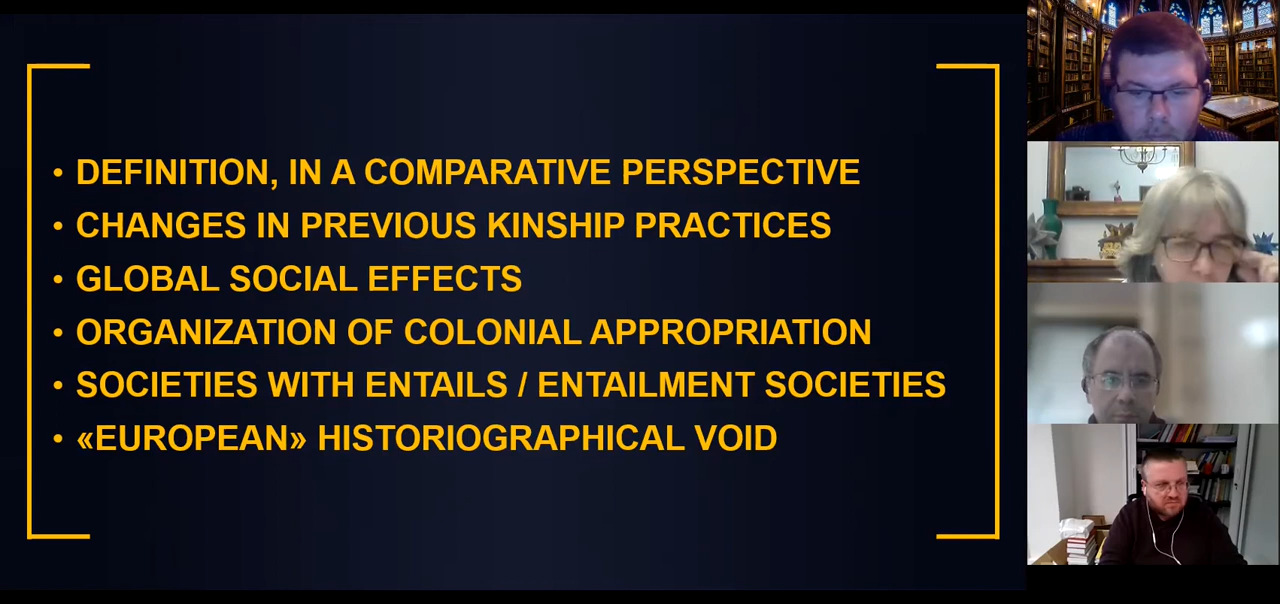 • DEFINITION, IN A COMPARATIVE PERSPECTIVE
• CHANGES IN PREVIOUS KINSHIP PRACTICES
• GLOBAL SOCIAL EFFECTS
• ORGANIZATION OF COLONIAL APPROPRIATION
• SOCIETIES WITH ENTAILS / ENTAILMENT SOCIETIES
• «EUROPEAN» HISTORIOGRAPHICAL VOID